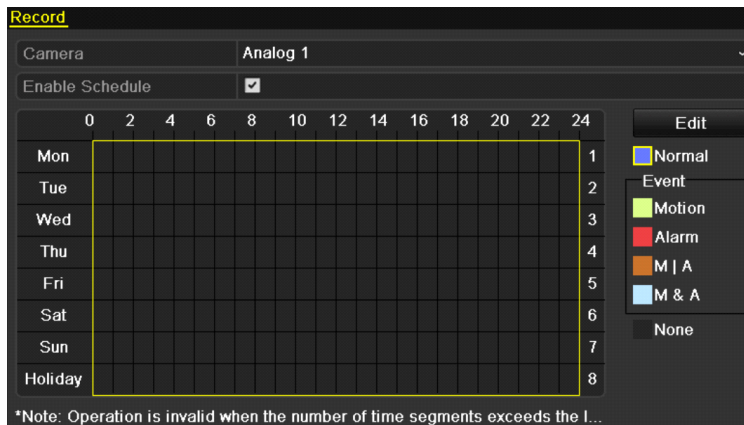 Record
Camera Analog 1
Enable Schedule
0 2 4 6 8 10 12 14 16 18 20 22 24
Edit
Mon 1
Normal
Tue 2
Event
Wed 3
Motion
Thu 4
Alarm
Fri 5
M | A
Sat 6
M & A
Sun 7
None
Holiday 8
*Note: Operation is invalid when the number of time segments exceeds the l...